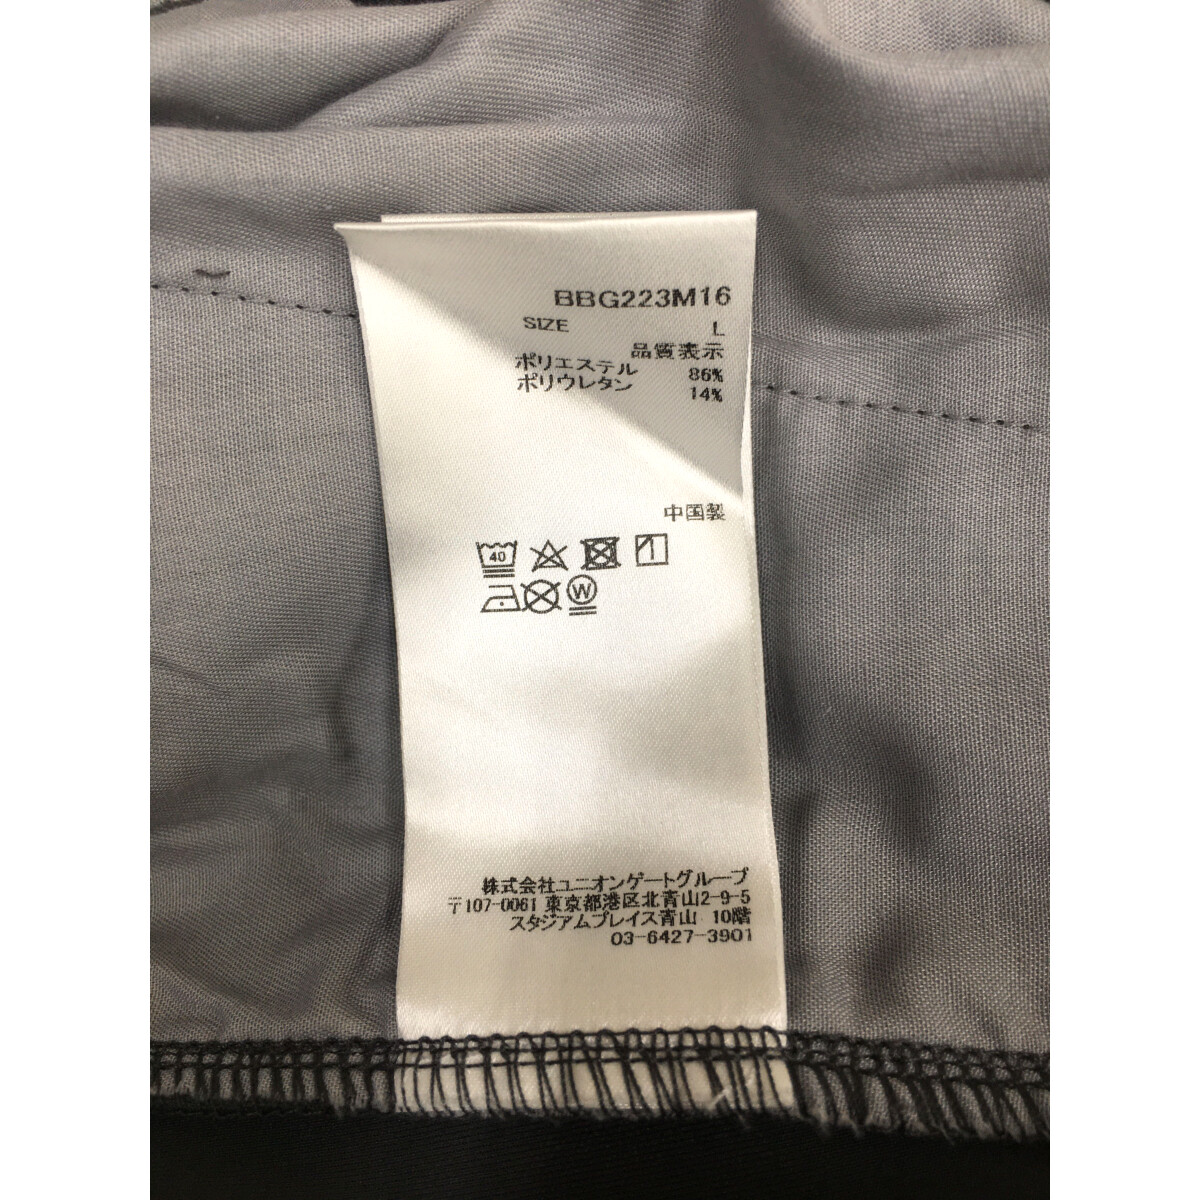 BBG223M16
SIZE L
品質表示
ポリエステル 86%
ポリウレタン 14%
中国製
40
W
株式会社ユニオンゲートグループ
〒107-0061 東京都港区北青山2-9-5
スタジアムプレイス青山 10階
03-6427-3901